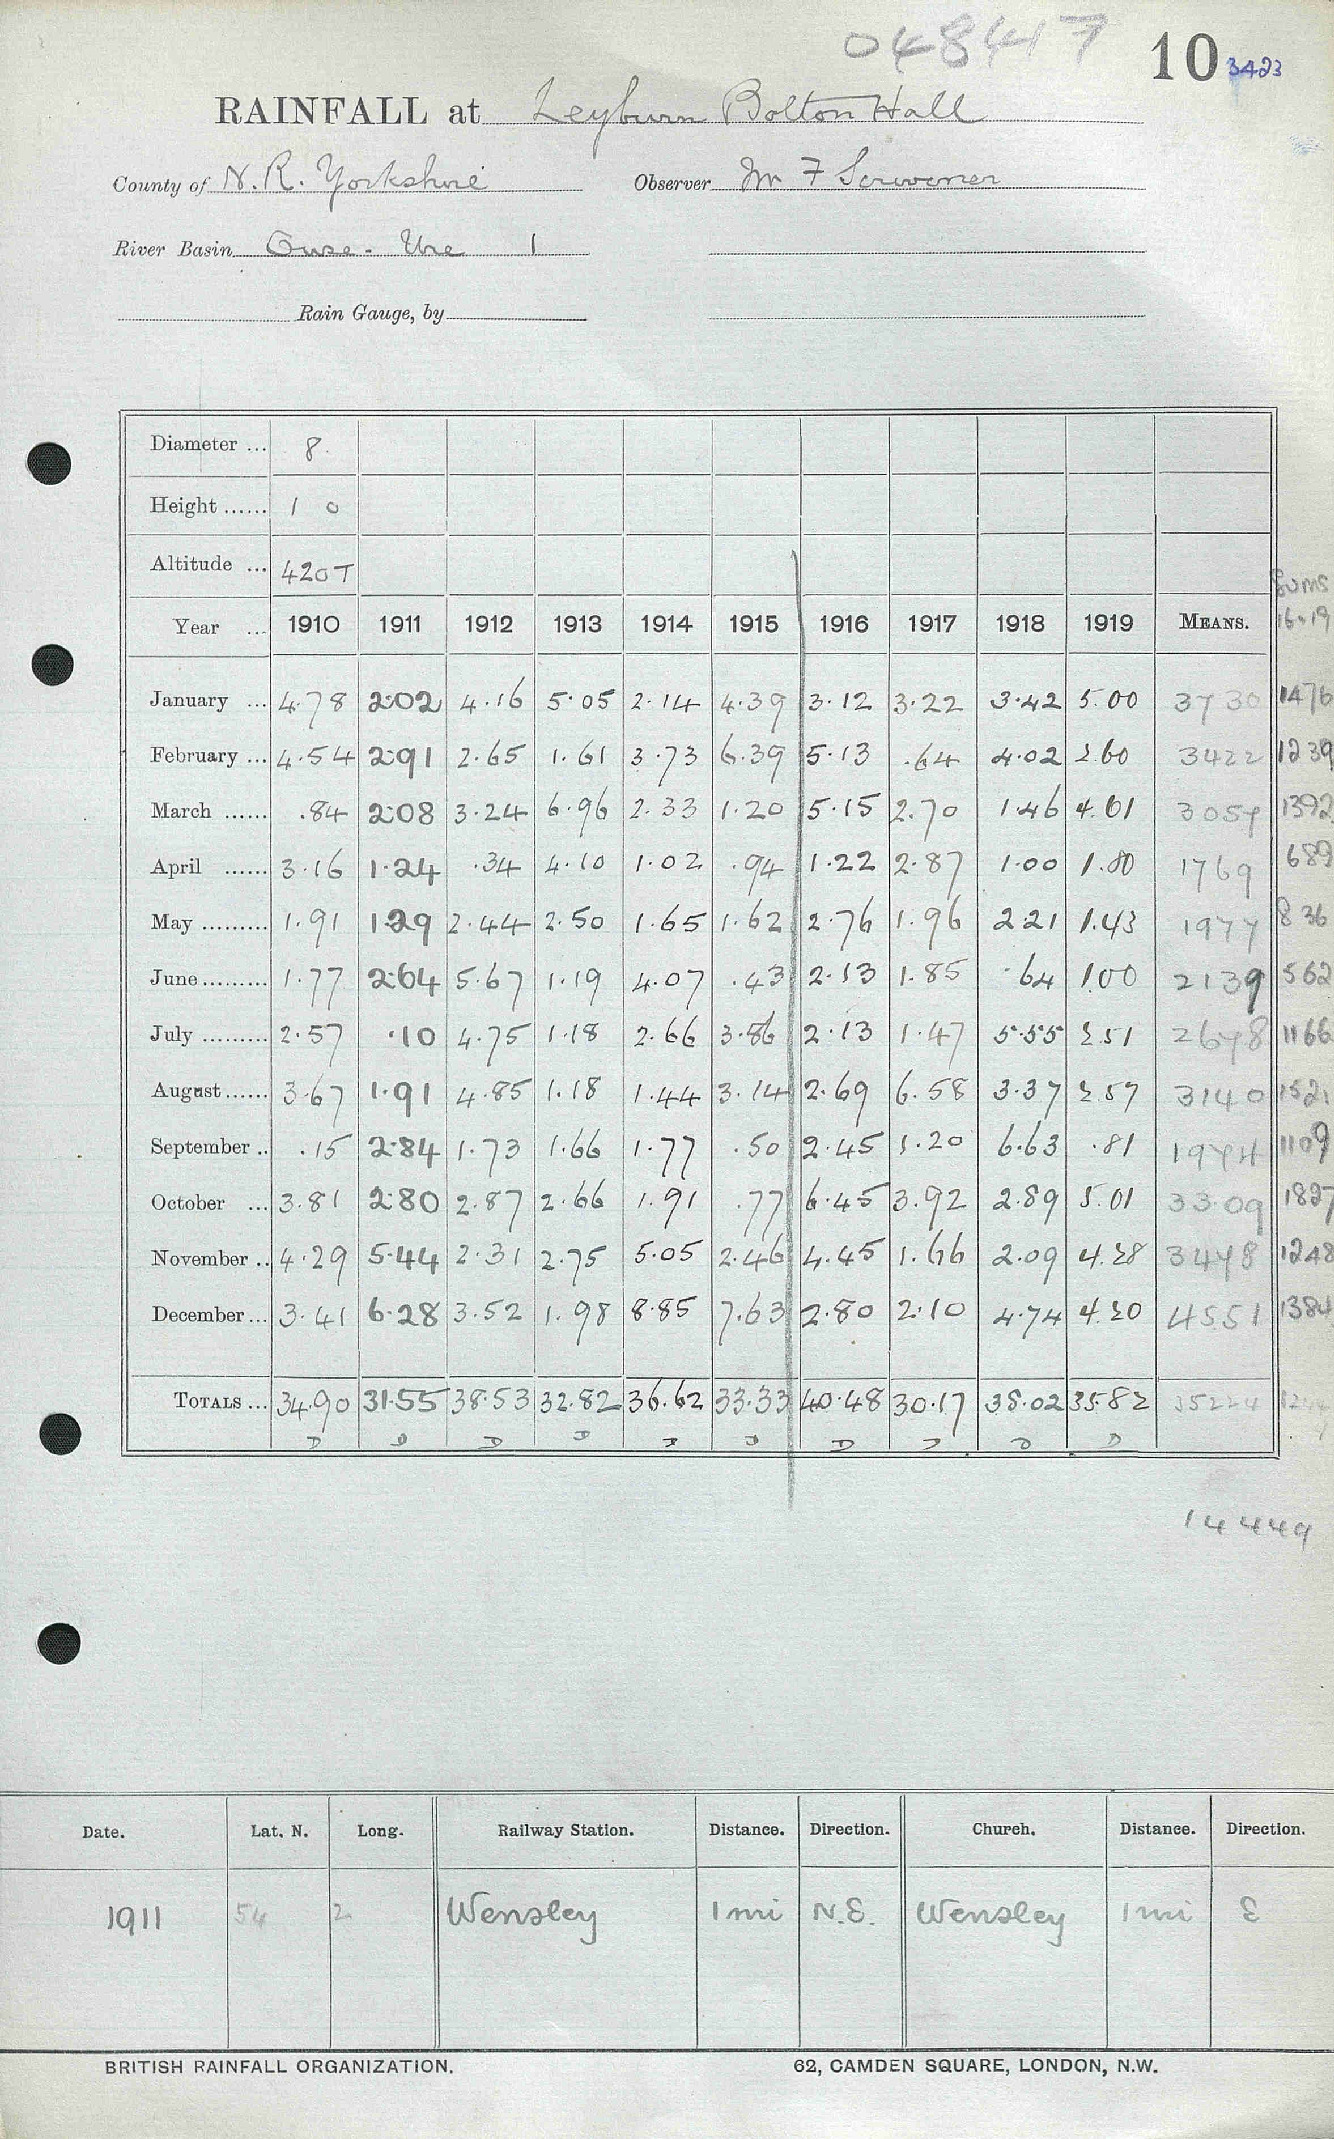 048417
10 3423
RAINFALL at Leyburn Bolton Hall
County of N.R. Yorkshire Observer Mr F Scrivener
River Basin Ouse - Ure 1
Rain Gauge, by
Diameter ... 8.
Height ...... 1 0
Altitude ... 420T
Sums
Year ... 1910 1911 1912 1913 1914 1915 1916 1917 1918 1919 MEANS. 16-19
January ... 4.78 2.02 4.16 5.05 2.14 4.39 3.12 3.22 3.42 5.00 3730 1476
February ... 4.54 2.91 2.65 1.61 3.73 6.39 5.13 .64 4.02 2.60 3422 1239
March ...... .84 2.08 3.24 6.96 2.33 1.20 5.15 2.70 1.46 4.61 3057 1392
April ...... 3.16 1.24 .34 4.10 1.02 .94 1.22 2.87 1.00 1.80 1769 689
May ......... 1.91 1.29 2.44 2.50 1.65 1.62 2.76 1.96 2.21 1.43 1977 836
June ......... 1.77 2.64 5.67 1.19 4.07 .43 2.13 1.85 .64 1.00 2139 562
July ......... 2.57 .10 4.75 1.18 2.66 3.86 2.13 1.47 5.55 2.51 2678 1166
August ...... 3.67 1.91 4.85 1.18 1.44 3.14 2.69 6.58 3.37 2.57 3140 1521
September .. .15 2.84 1.73 1.66 1.77 .50 2.45 1.20 6.63 .81 1974 1109
October ... 3.81 2.80 2.87 2.66 1.91 .77 6.45 3.92 2.89 5.01 3309 1827
November .. 4.29 5.44 2.31 2.75 5.05 2.46 4.45 1.66 2.09 4.28 3478 1248
December ... 3.41 6.28 3.52 1.98 8.85 7.63 2.80 2.10 4.74 4.20 4551 1384
TOTALS ... 34.90 31.55 38.53 32.82 36.62 33.33 40.48 30.17 38.02 35.82 35224
D D D D D D D D D D
14449
Date. Lat. N. Long. Railway Station. Distance. Direction. Church. Distance. Direction.
1911 54 2 Wensley 1 mi N.E. Wensley 1 mi E
BRITISH RAINFALL ORGANIZATION. 62, CAMDEN SQUARE, LONDON, N.W.